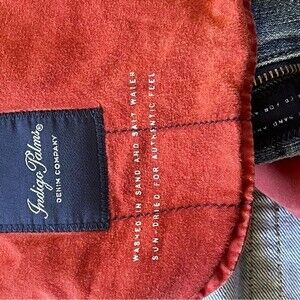 Indigo Palms®
DENIM COMPANY
WASHED IN SAND AND SALT WATER
SUN-DRIED FOR AUTHENTIC FEEL